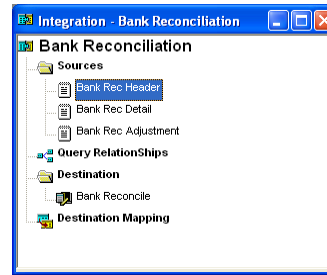 Integration - Bank Reconciliation
Bank Reconciliation
Sources
Bank Rec Header
Bank Rec Detail
Bank Rec Adjustment
Query RelationShips
Destination
Bank Reconcile
Destination Mapping